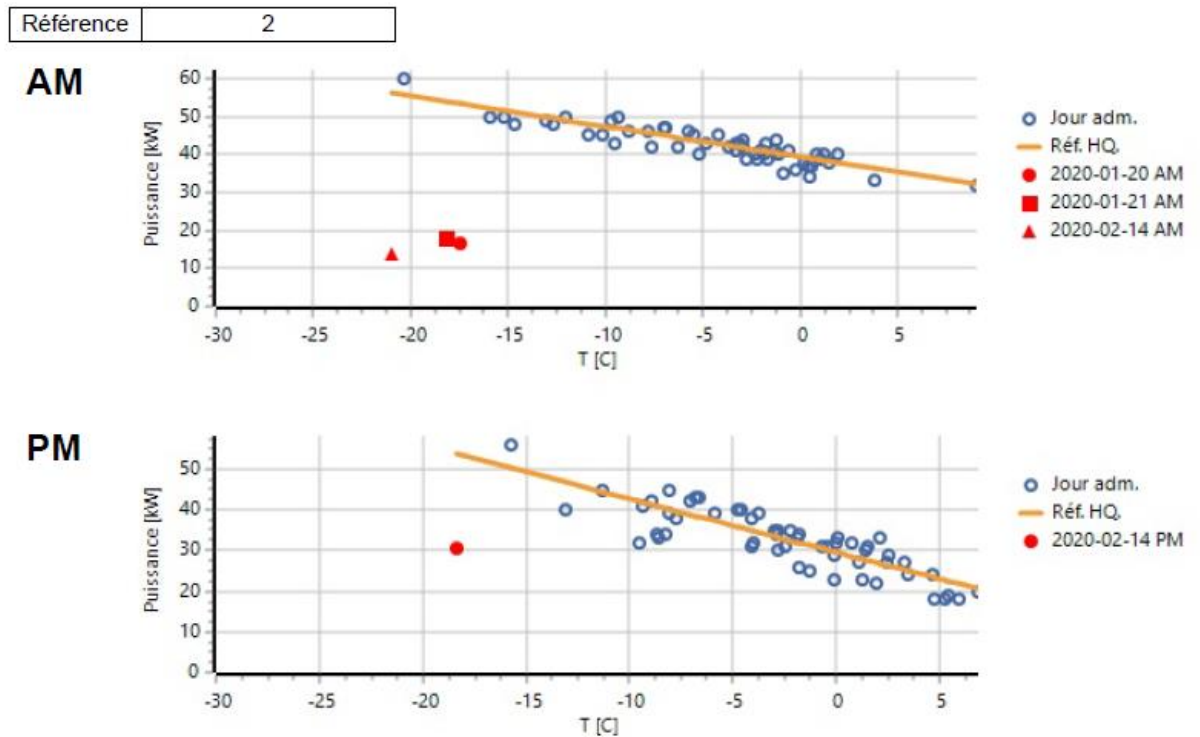 Référence 2
AM
60
50
40
30
20
10
0
Puissance [kW]
-30 -25 -20 -15 -10 -5 0 5
T [C]
Jour adm.
Réf. HQ.
2020-01-20 AM
2020-01-21 AM
2020-02-14 AM
PM
50
40
30
20
10
0
Puissance [kW]
-30 -25 -20 -15 -10 -5 0 5
T [C]
Jour adm.
Réf. HQ.
2020-02-14 PM